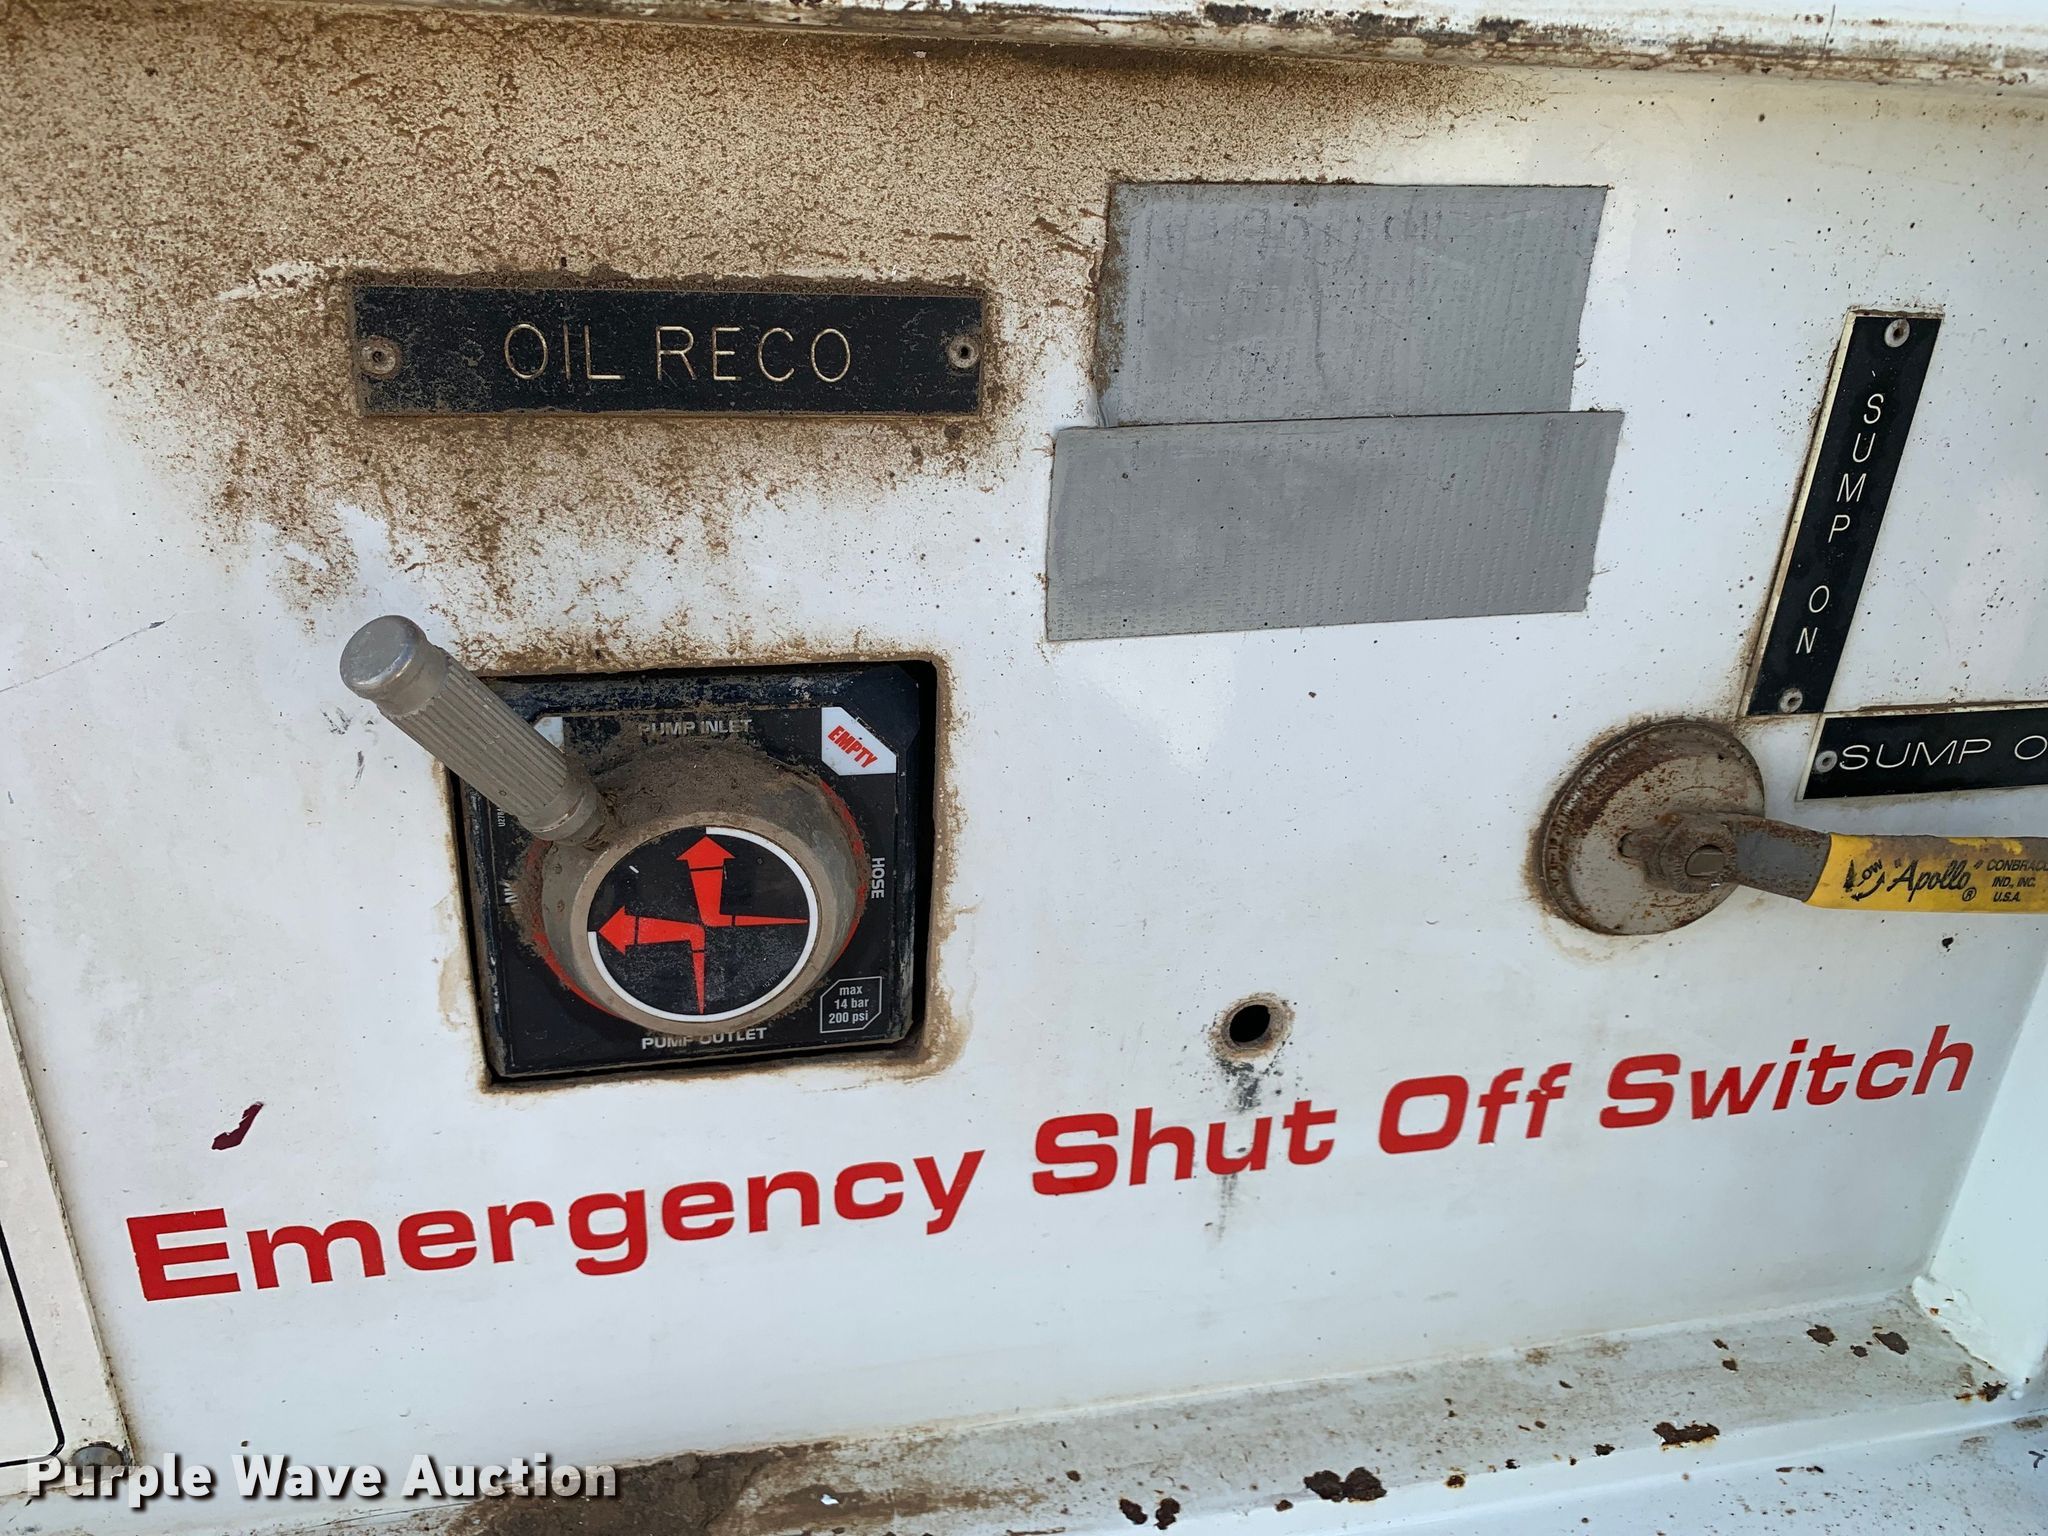 OIL RECO
SUMP ON
SUMP O
PUMP INLET
EMPTY
HOSE
max
14 bar
200 psi
PUMP OUTLET
"Apollo"®
CONBRACO
IND., INC.
U.S.A.
Emergency Shut Off Switch
Purple Wave Auction